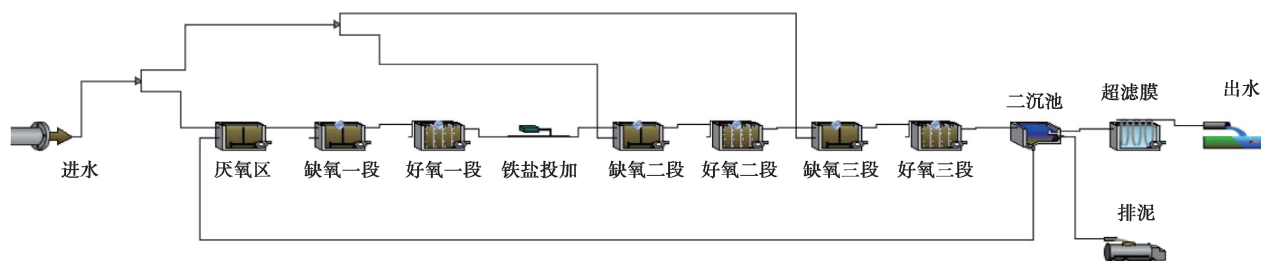 二沉池
超滤膜
出水
进水
厌氧区
缺氧一段
好氧一段
铁盐投加
缺氧二段
好氧二段
缺氧三段
好氧三段
排泥